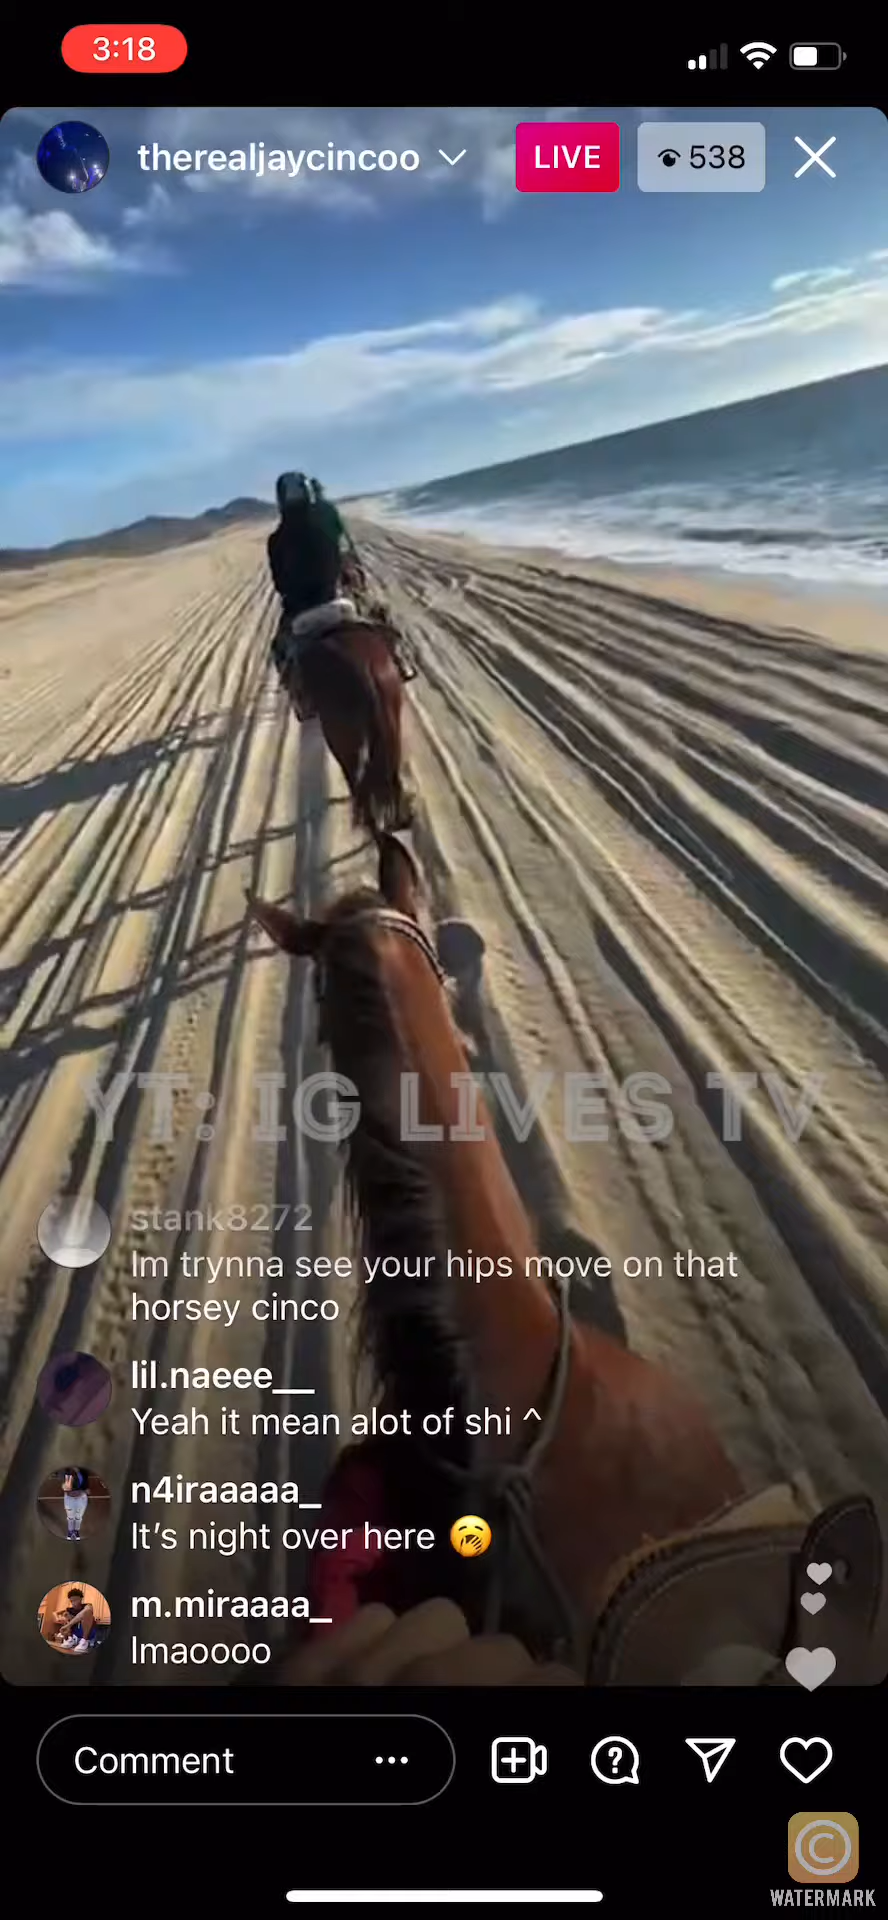 3:18
therealjaycincoo
LIVE
538
YT: IG LIVES TV
stank8272
Im trynna see your hips move on that
horsey cinco
lil.naeee__
Yeah it mean alot of shi ^
n4iraaaaa_
It’s night over here 🥱
m.miraaaa_
lmaoooo
Comment
WATERMARK